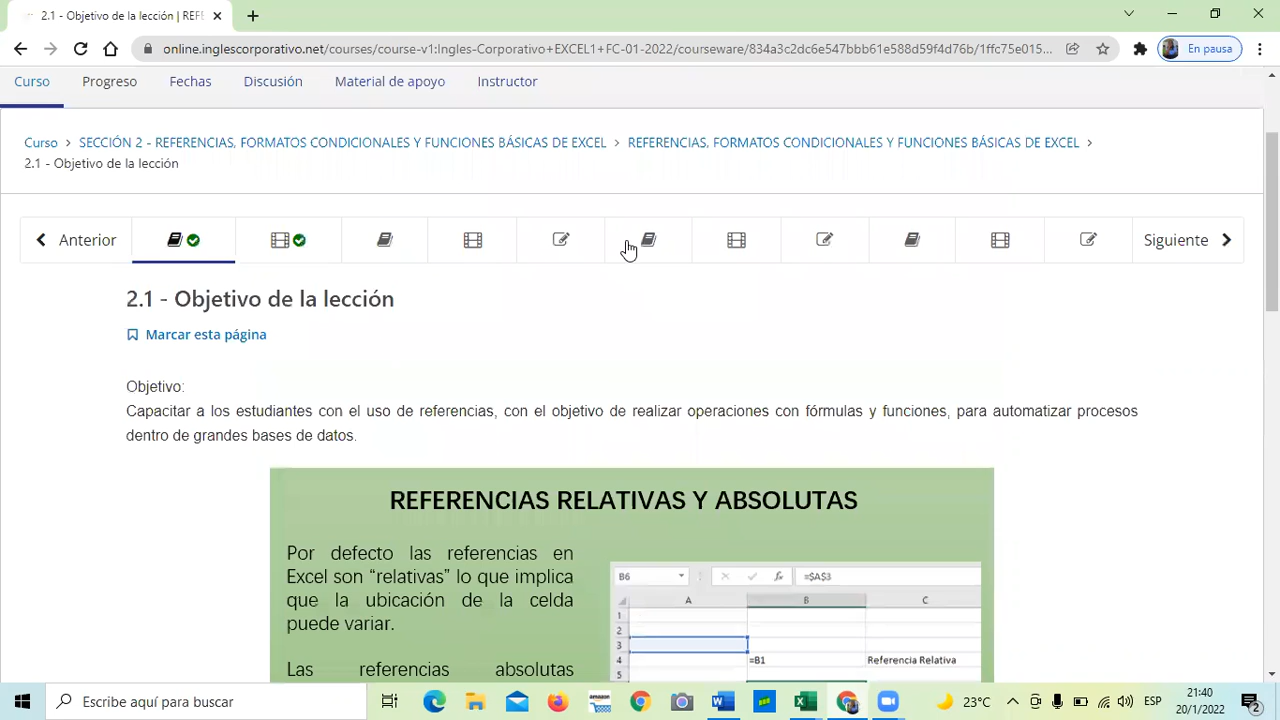 2.1 - Objetivo de la lección | REF
online.inglescorporativo.net/courses/course-v1:Ingles-Corporativo+EXCEL1+FC-01-2022/courseware/834a3c2dc6e547bbb61e588d59f4d76b/1ffc75e015...
En pausa
Curso Progreso Fechas Discusión Material de apoyo Instructor
Curso > SECCIÓN 2 - REFERENCIAS, FORMATOS CONDICIONALES Y FUNCIONES BÁSICAS DE EXCEL > REFERENCIAS, FORMATOS CONDICIONALES Y FUNCIONES BÁSICAS DE EXCEL >
2.1 - Objetivo de la lección
Anterior Siguiente
2.1 - Objetivo de la lección
Marcar esta página
Objetivo:
Capacitar a los estudiantes con el uso de referencias, con el objetivo de realizar operaciones con fórmulas y funciones, para automatizar procesos
dentro de grandes bases de datos.
REFERENCIAS RELATIVAS Y ABSOLUTAS
Por defecto las referencias en
Excel son “relativas” lo que implica
que la ubicación de la celda
puede variar.
Las referencias absolutas
B6 fx =$A$3
A B C
1
2
3
4 =B1 Referencia Relativa
5
Escribe aquí para buscar
amazon
23°C
ESP
21:40
20/1/2022
2